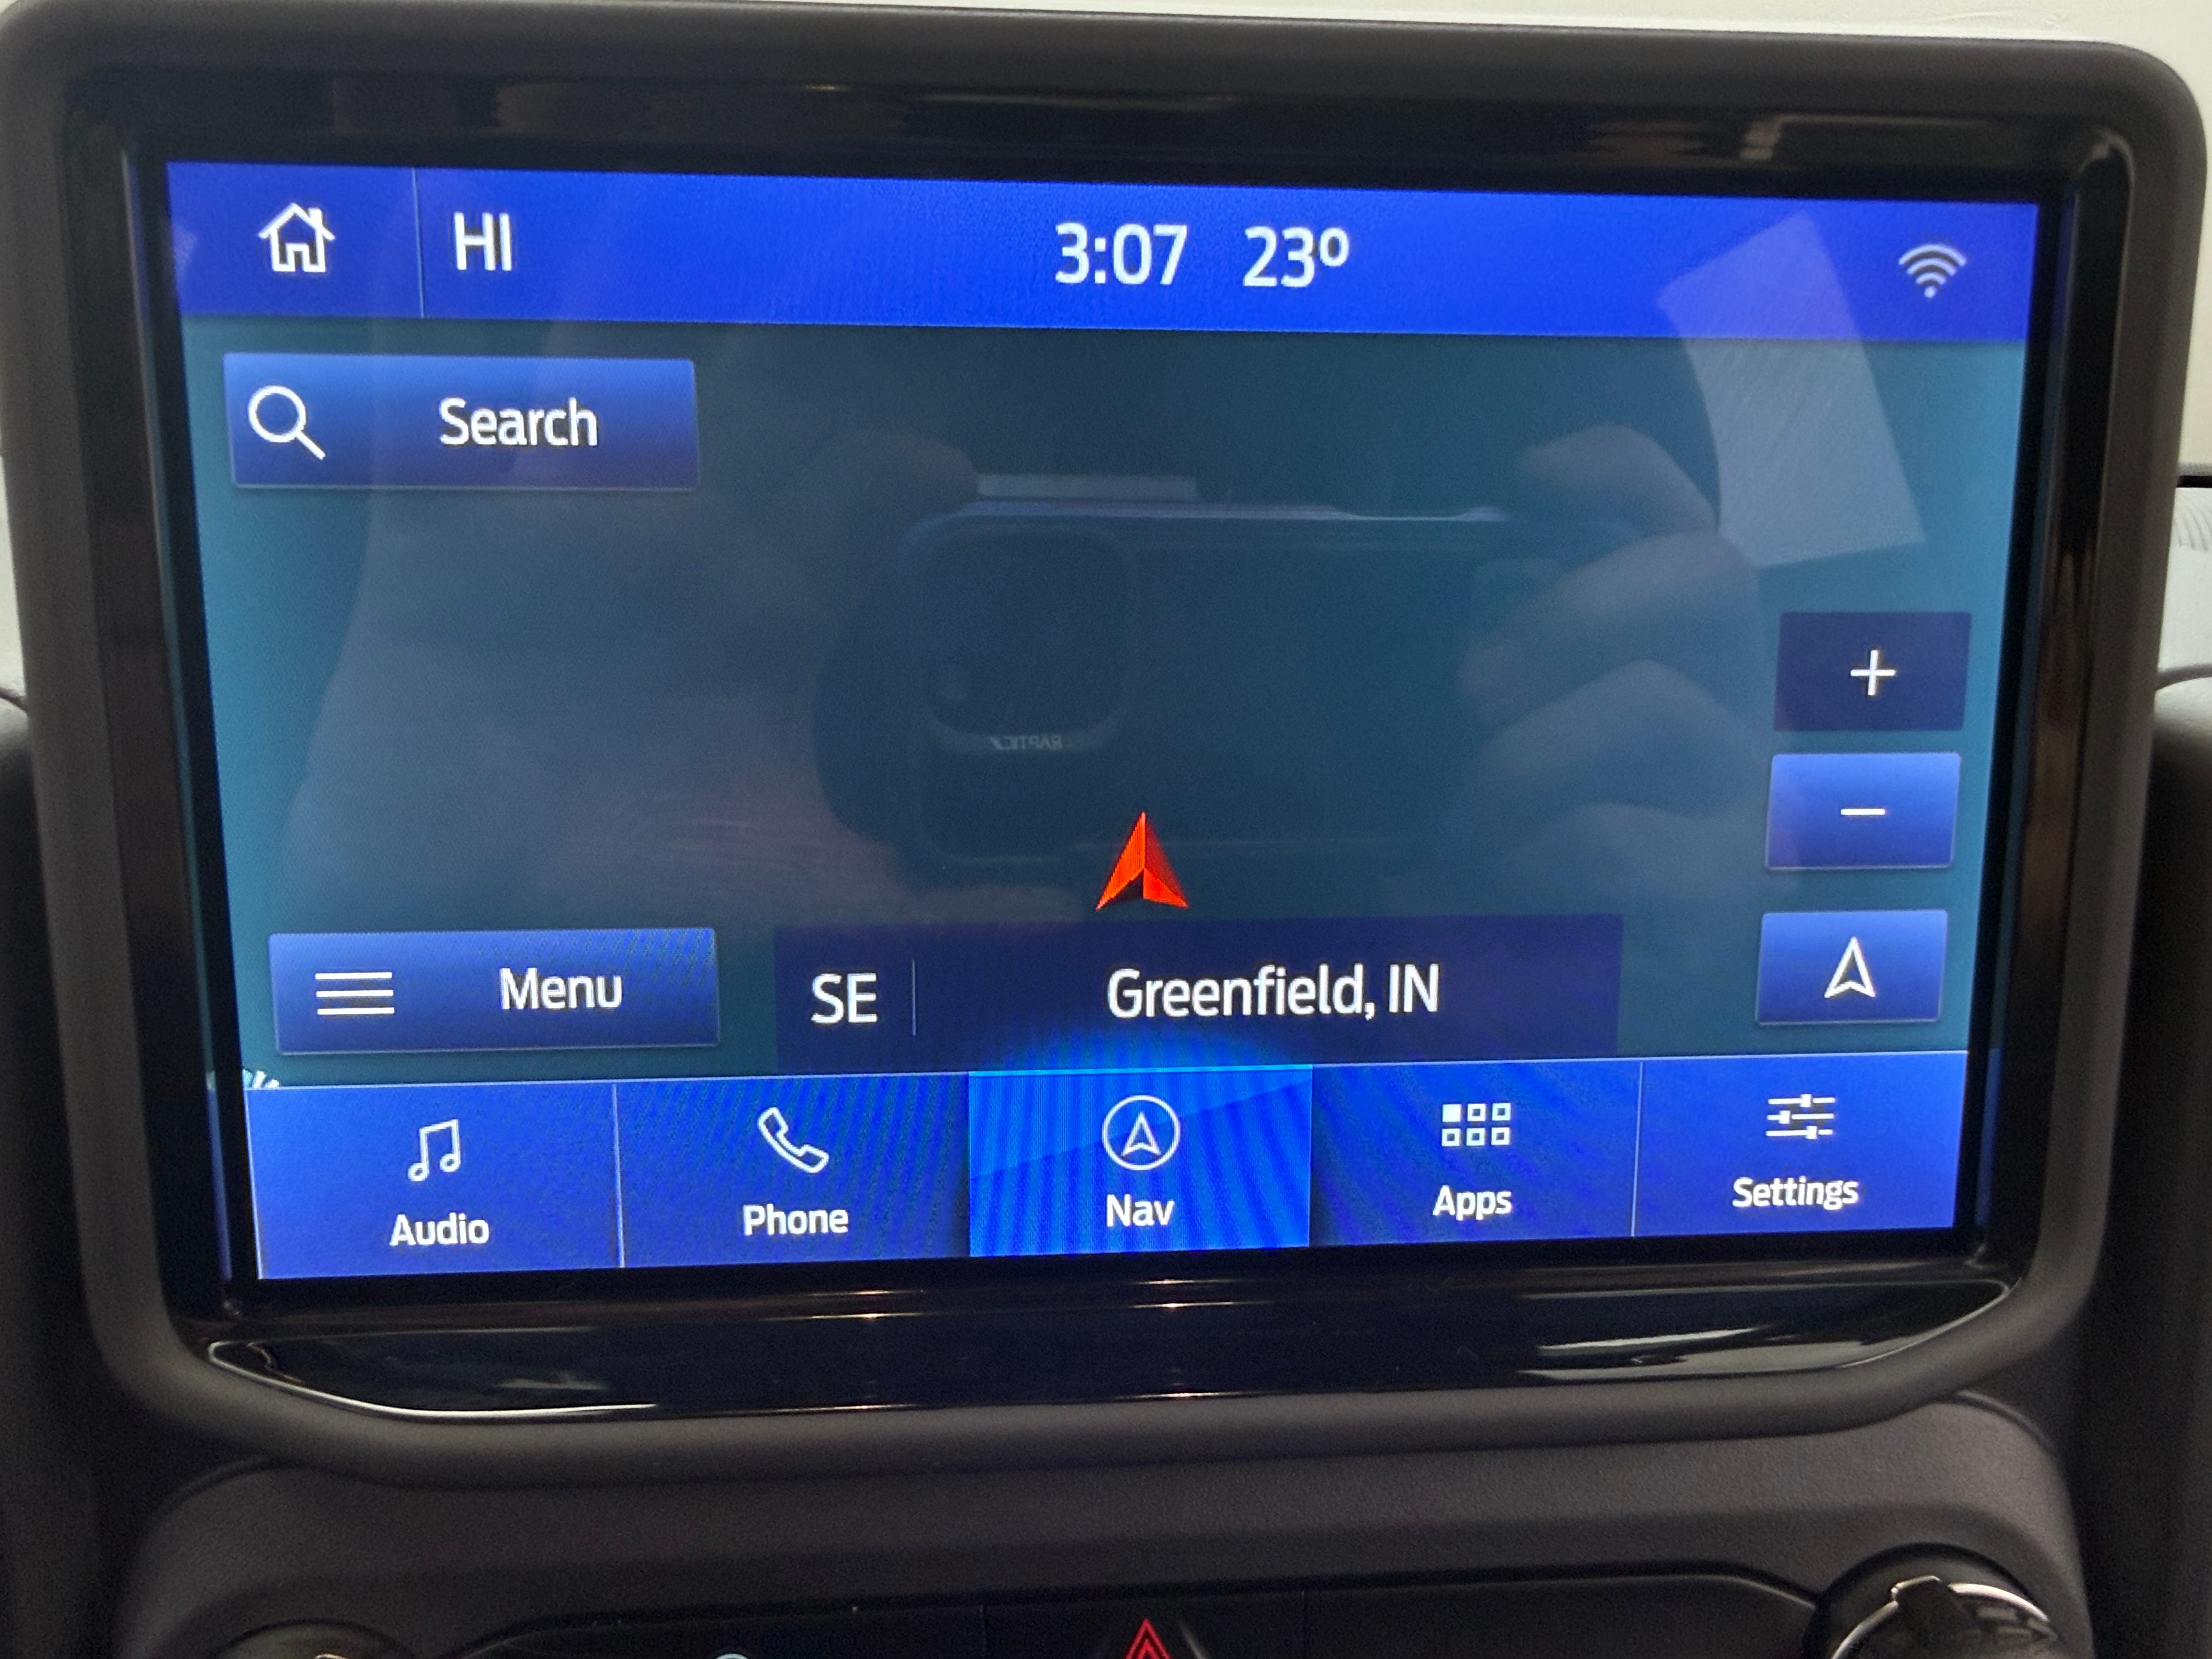 HI 3:07 23º
Search
SE Greenfield, IN
Menu
Audio Phone Nav Apps Settings